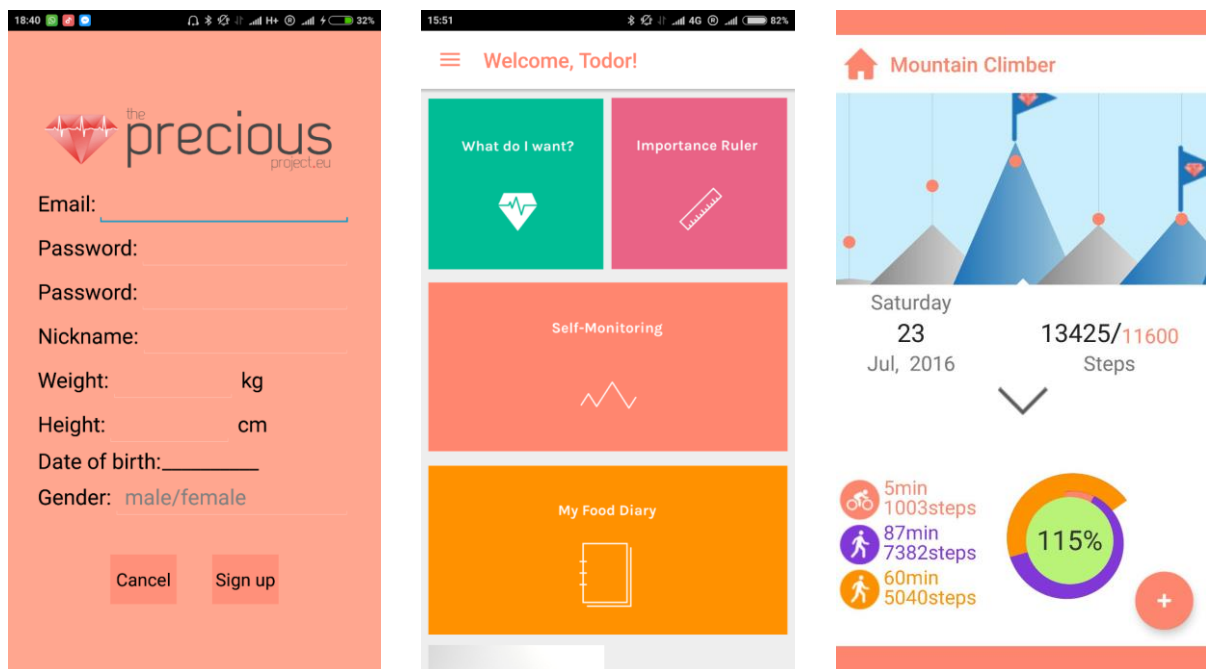 18:40
H+
R
32%
the
precious
project.eu
Email:
Password:
Password:
Nickname:
Weight: kg
Height: cm
Date of birth:
Gender: male/female
Cancel Sign up
15:51
4G
R
82%
Welcome, Todor!
What do I want?
Importance Ruler
Self-Monitoring
My Food Diary
Mountain Climber
Saturday
23
Jul, 2016
13425/11600
Steps
5min
1003steps
87min
7382steps
60min
5040steps
115%
+